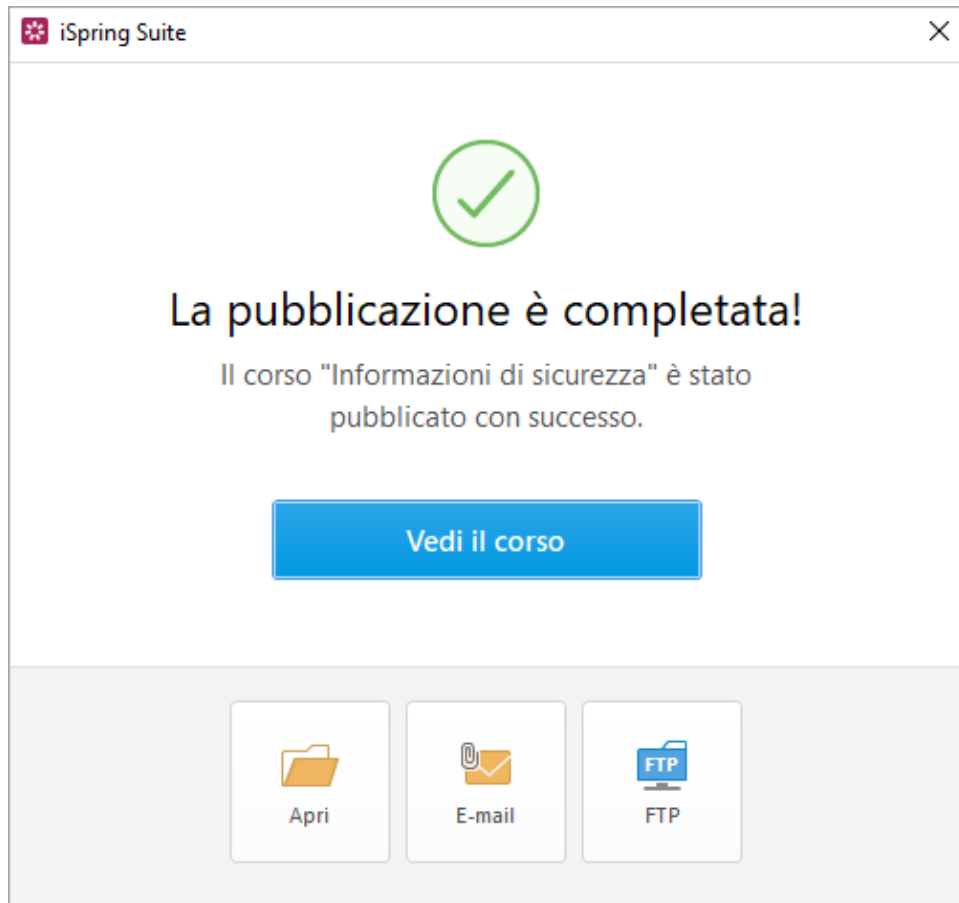 iSpring Suite
La pubblicazione è completata!
Il corso "Informazioni di sicurezza" è stato
pubblicato con successo.
Vedi il corso
FTP
Apri
E-mail
FTP